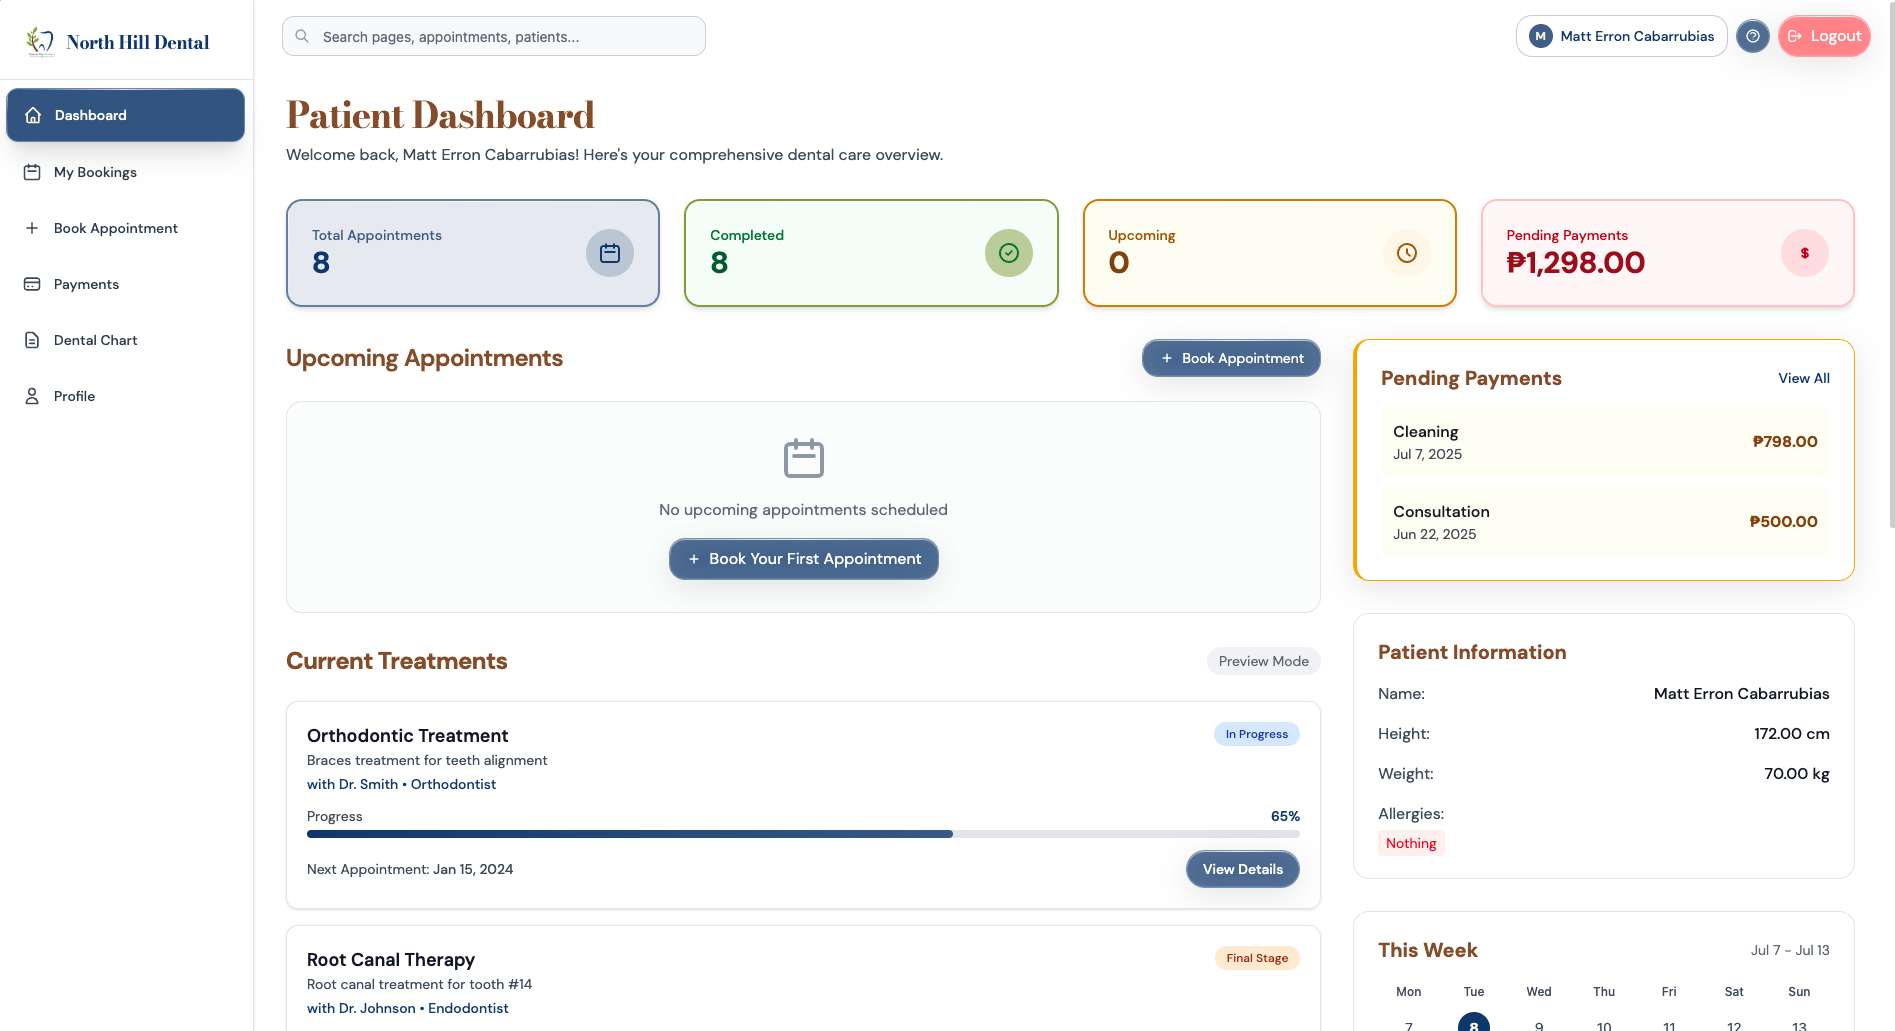 North Hill Dental
Search pages, appointments, patients...
M Matt Erron Cabarrubias
Logout
Dashboard
My Bookings
Book Appointment
Payments
Dental Chart
Profile
Patient Dashboard
Welcome back, Matt Erron Cabarrubias! Here's your comprehensive dental care overview.
Total Appointments
8
Completed
8
Upcoming
0
Pending Payments
₱1,298.00
$
Upcoming Appointments
+ Book Appointment
No upcoming appointments scheduled
+ Book Your First Appointment
Current Treatments
Preview Mode
Orthodontic Treatment
In Progress
Braces treatment for teeth alignment
with Dr. Smith • Orthodontist
Progress
65%
Next Appointment: Jan 15, 2024
View Details
Root Canal Therapy
Final Stage
Root canal treatment for tooth #14
with Dr. Johnson • Endodontist
Pending Payments
View All
Cleaning
Jul 7, 2025
₱798.00
Consultation
Jun 22, 2025
₱500.00
Patient Information
Name: Matt Erron Cabarrubias
Height: 172.00 cm
Weight: 70.00 kg
Allergies:
Nothing
This Week
Jul 7 - Jul 13
Mon Tue Wed Thu Fri Sat Sun
7 8 9 10 11 12 13